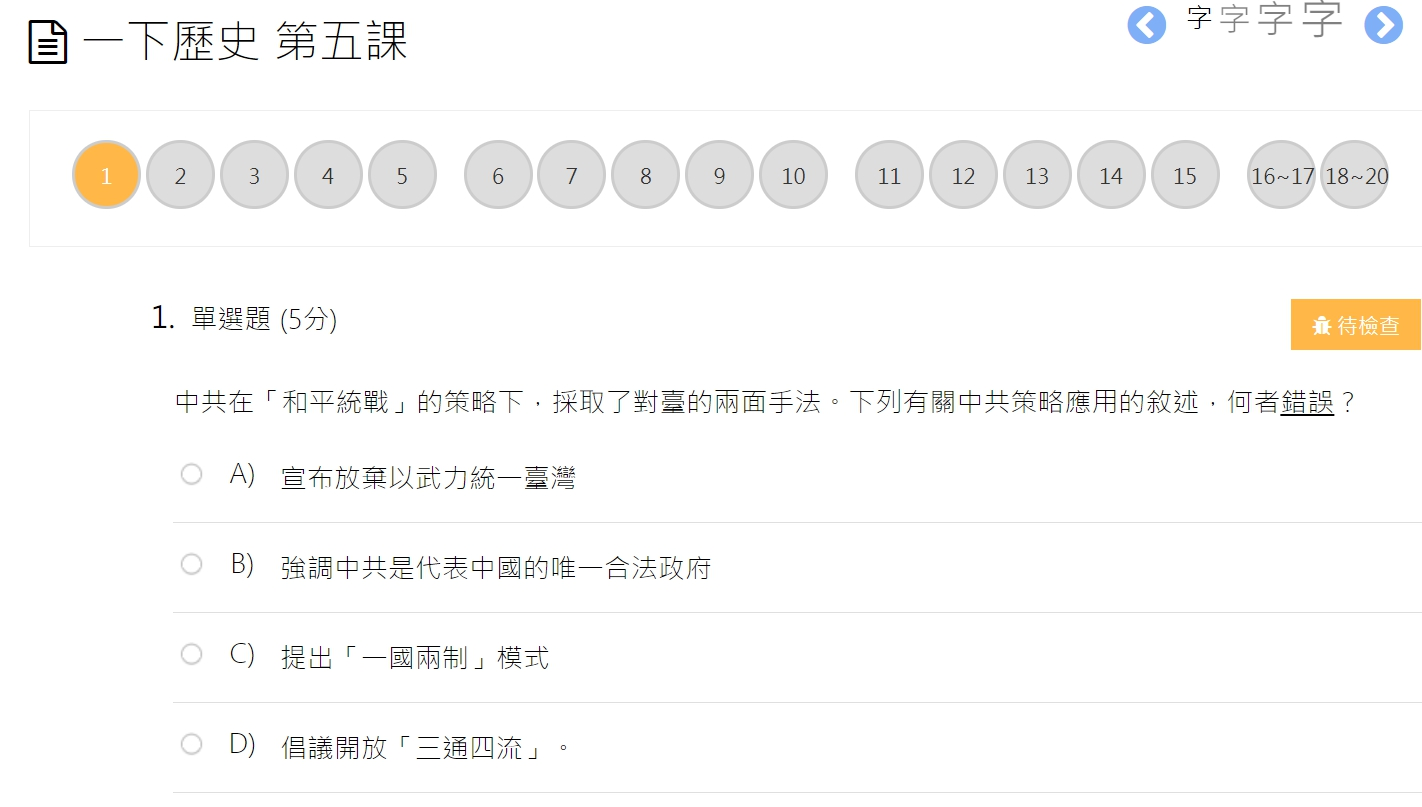 一下歷史 第五課
字 字 字 字
1 2 3 4 5 6 7 8 9 10 11 12 13 14 15 16~17 18~20
1. 單選題 (5分)
待檢查
中共在「和平統戰」的策略下，採取了對臺的兩面手法。下列有關中共策略應用的敘述，何者錯誤？
A) 宣布放棄以武力統一臺灣
B) 強調中共是代表中國的唯一合法政府
C) 提出「一國兩制」模式
D) 倡議開放「三通四流」。